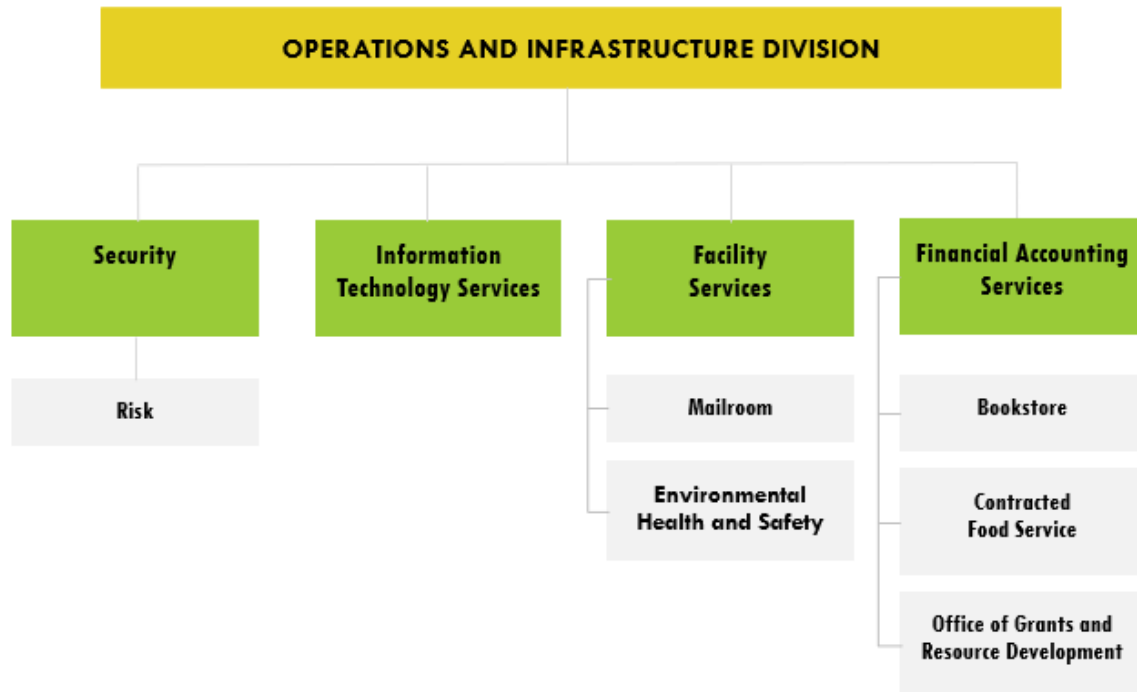 OPERATIONS AND INFRASTRUCTURE DIVISION
Security
Risk
Information
Technology Services
Facility
Services
Mailroom
Environmental
Health and Safety
Financial Accounting
Services
Bookstore
Contracted
Food Service
Office of Grants and
Resource Development